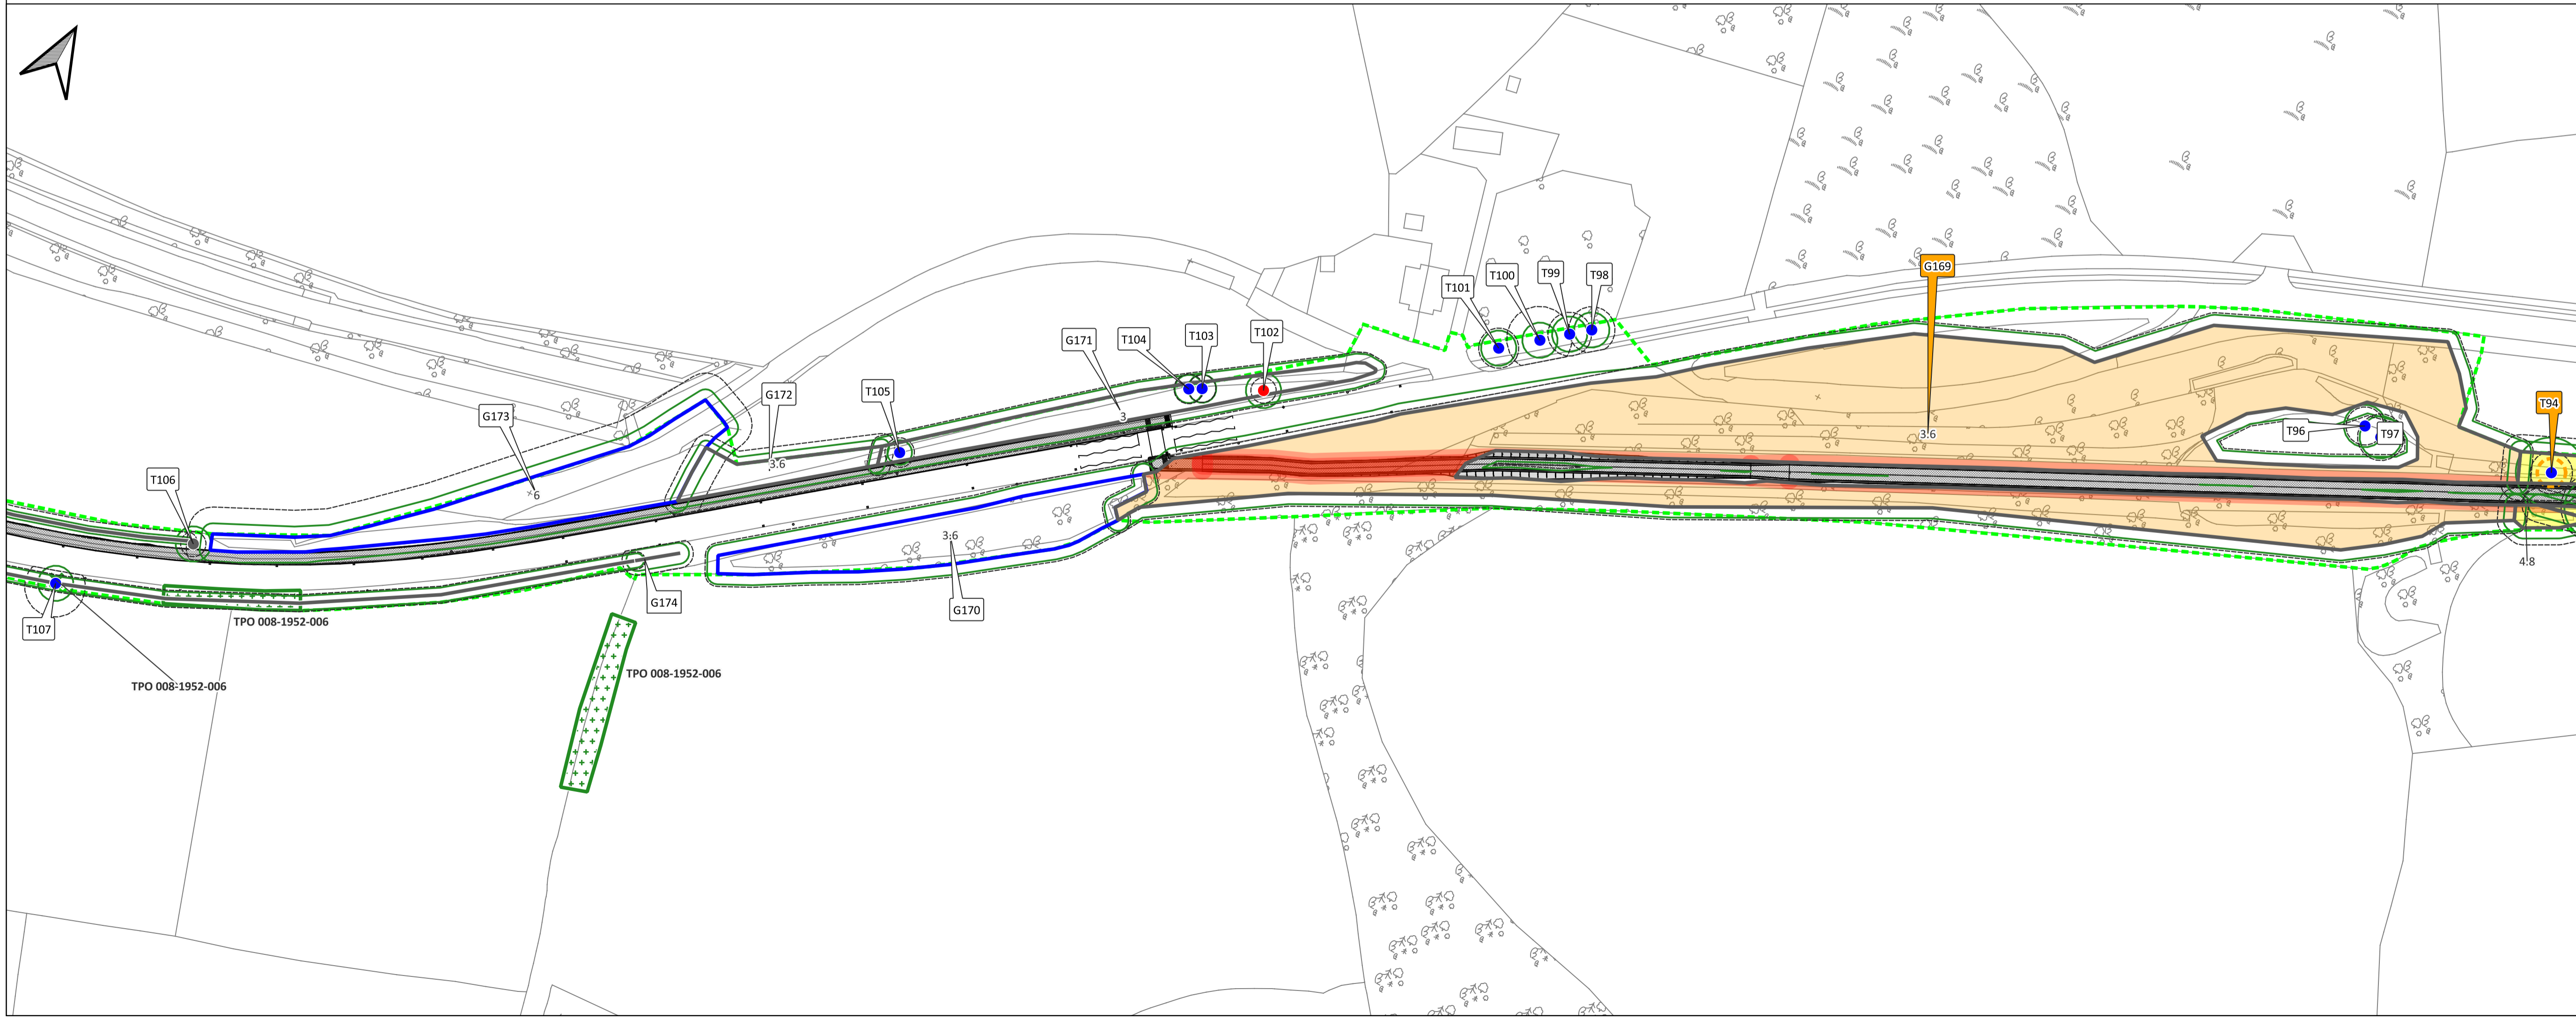 G169
T101
T100
T99
T98
T102
T103
T104
G171
3
T105
G172
3.6
G173
6
T106
T94
T96
T97
3.6
3.6
4.8
G170
G174
T107
TPO 008-1952-006
TPO 008-1952-006
TPO 008-1952-006